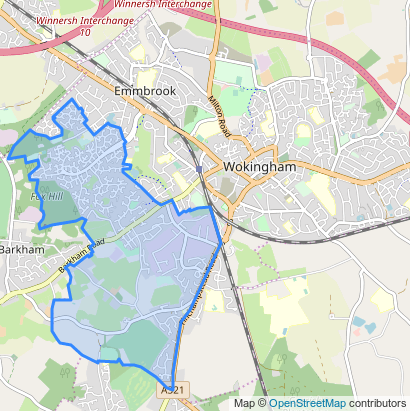 Winnersh Interchange
Winnersh Interchange
10
Emmbrook
Milton Road
Wokingham
Fox Hill
Barkham
Barkham Road
Finchampstead Road
A321
Map © OpenStreetMap contributors